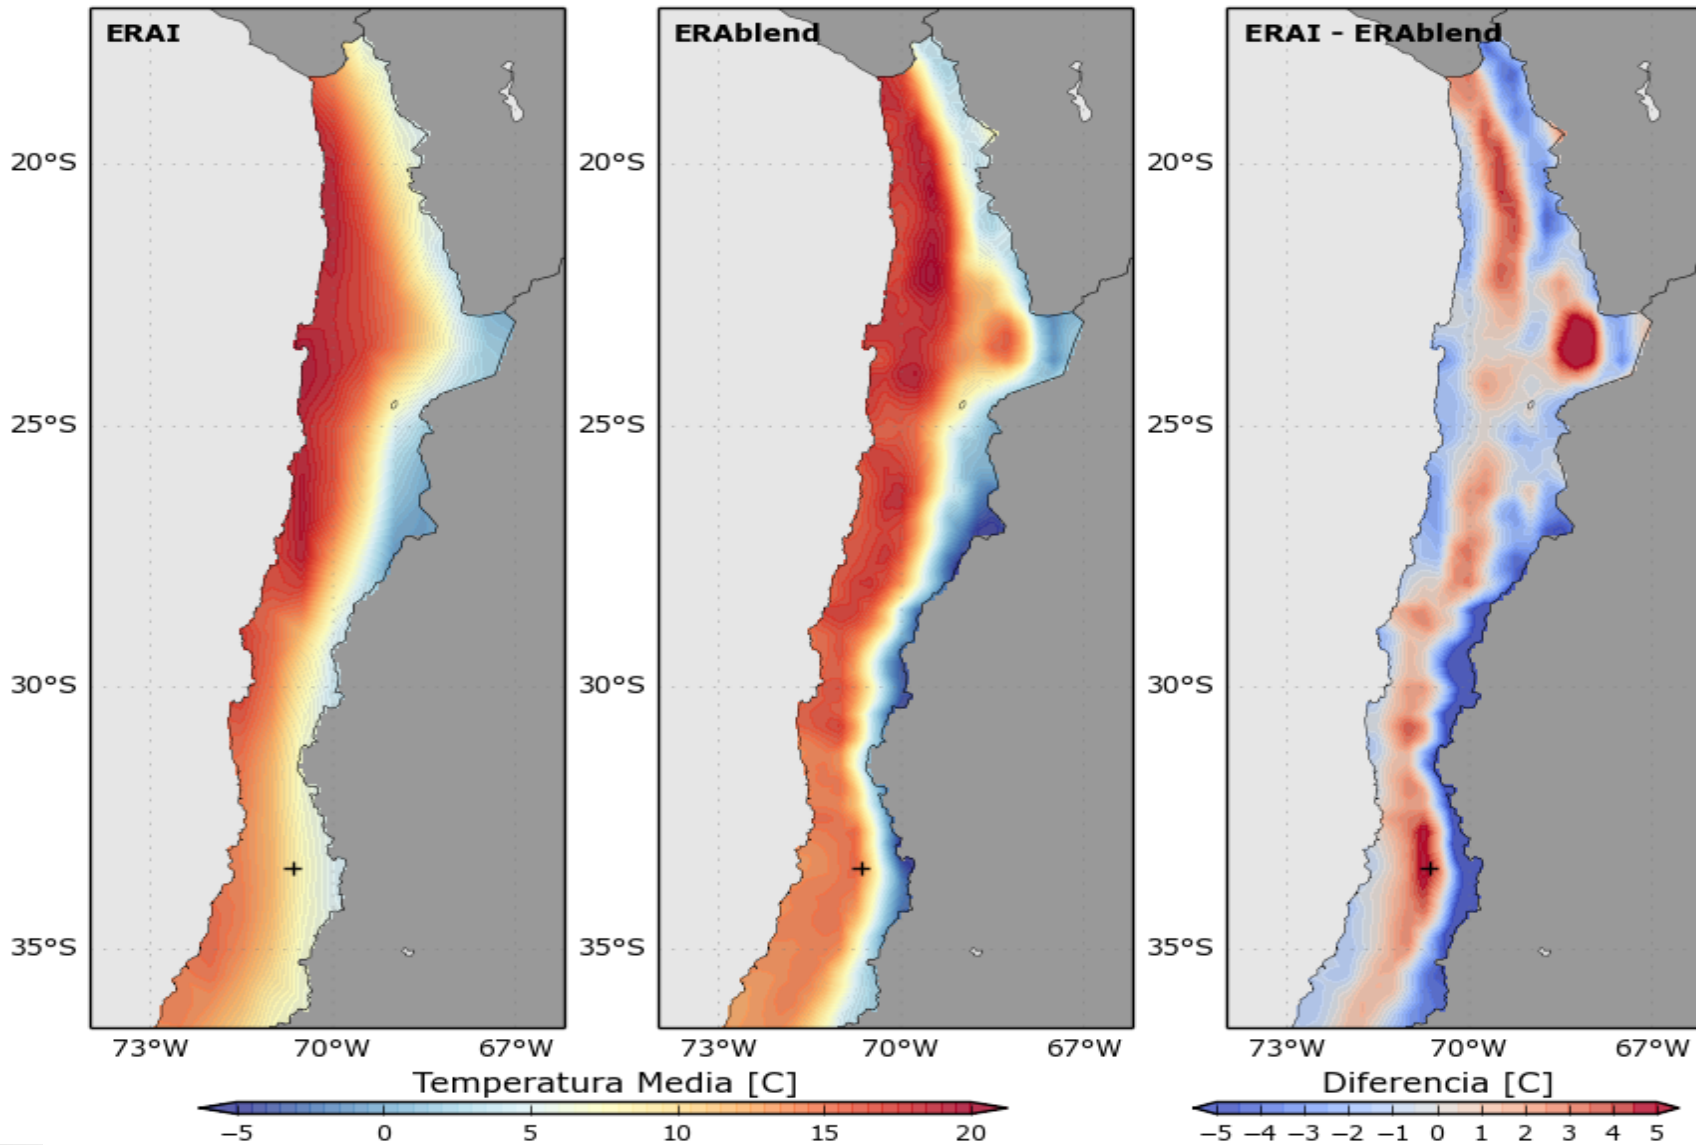 ERAI
ERAblend
ERAI - ERAblend
20°S
20°S
20°S
25°S
25°S
25°S
30°S
30°S
30°S
35°S
35°S
35°S
73°W 70°W 67°W
73°W 70°W 67°W
73°W 70°W 67°W
Temperatura Media [C]
Diferencia [C]
−5 0 5 10 15 20
−5 −4 −3 −2 −1 0 1 2 3 4 5